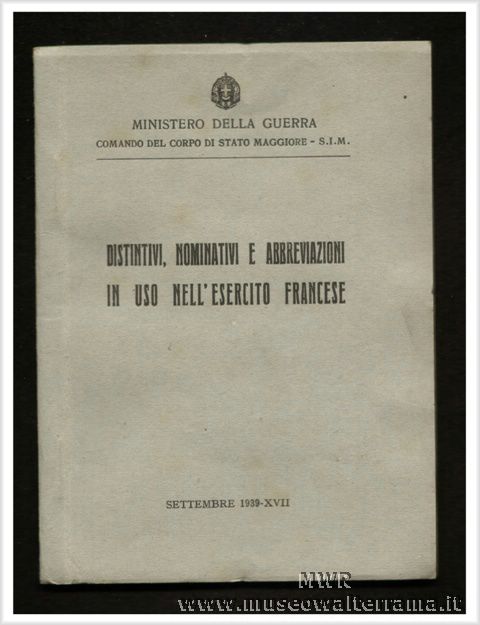 MINISTERO DELLA GUERRA
COMANDO DEL CORPO DI STATO MAGGIORE - S.I.M.
DISTINTIVI, NOMINATIVI E ABBREVIAZIONI
IN USO NELL'ESERCITO FRANCESE
SETTEMBRE 1939-XVII
MWR
www.museowalterrama.it